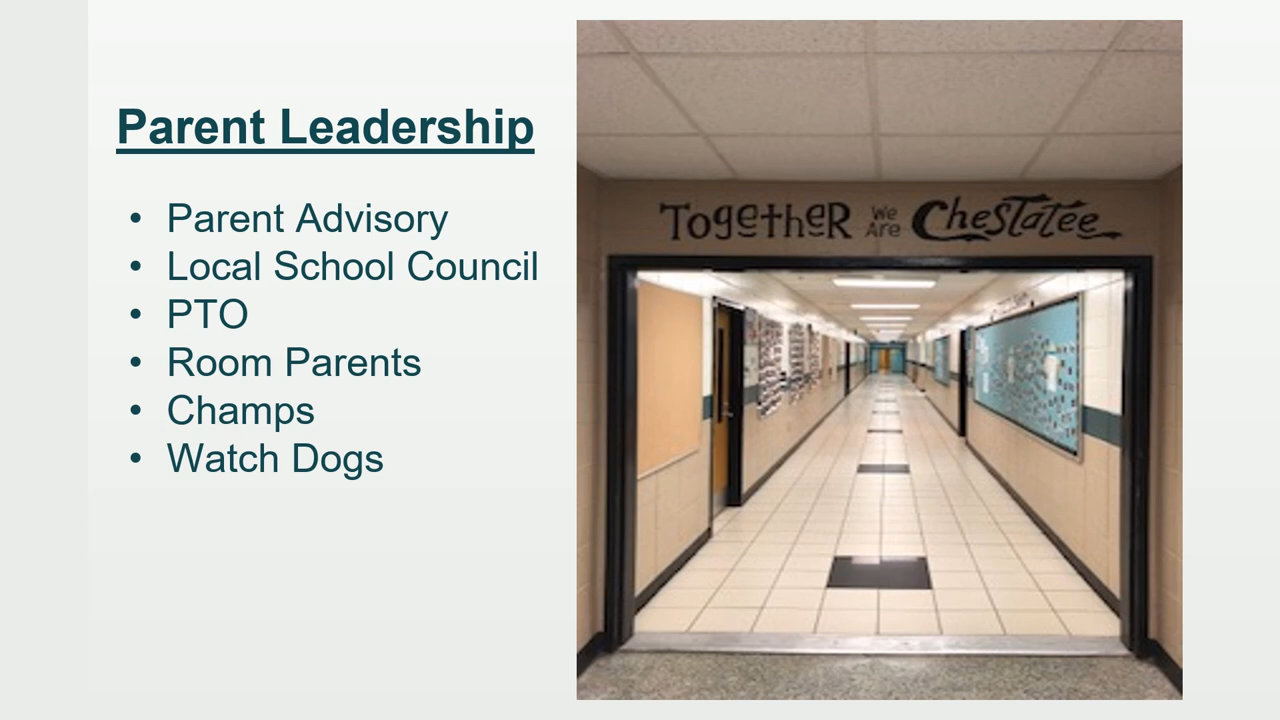 Parent Leadership
• Parent Advisory
• Local School Council
• PTO
• Room Parents
• Champs
• Watch Dogs
Together We Are Chestatee